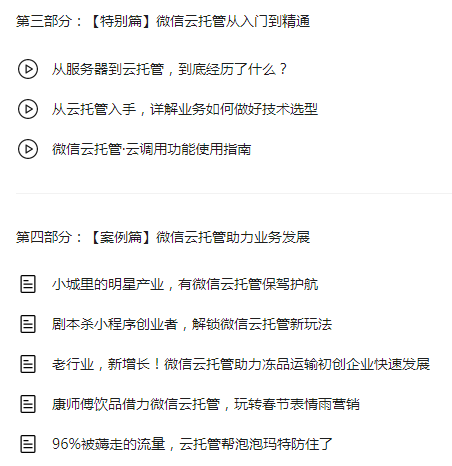 第三部分：【特别篇】微信云托管从入门到精通
从服务器到云托管，到底经历了什么？
从云托管入手，详解业务如何做好技术选型
微信云托管·云调用功能使用指南
第四部分：【案例篇】微信云托管助力业务发展
小城里的明星产业，有微信云托管保驾护航
剧本杀小程序创业者，解锁微信云托管新玩法
老行业，新增长！微信云托管助力冻品运输初创企业快速发展
康师傅饮品借力微信云托管，玩转春节表情雨营销
96%被薅走的流量，云托管帮泡泡玛特防住了